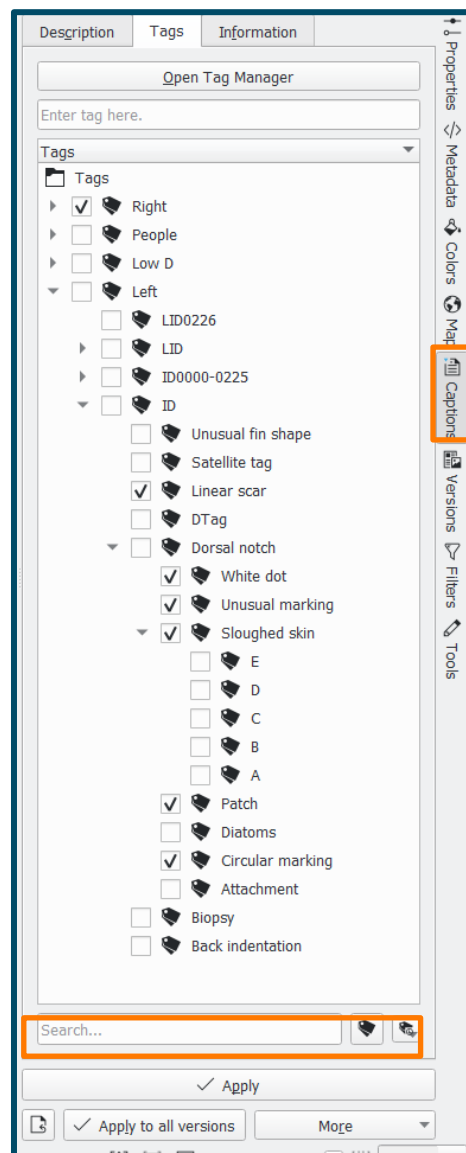 Description Tags Information
Open Tag Manager
Enter tag here.
Tags
Tags
Right
People
Low D
Left
LID0226
LID
ID0000-0225
ID
Unusual fin shape
Satellite tag
Linear scar
DTag
Dorsal notch
White dot
Unusual marking
Sloughed skin
E
D
C
B
A
Patch
Diatoms
Circular marking
Attachment
Biopsy
Back indentation
Search...
Apply
Apply to all versions More
Properties
Metadata
Colors
Map
Captions
Versions
Filters
Tools